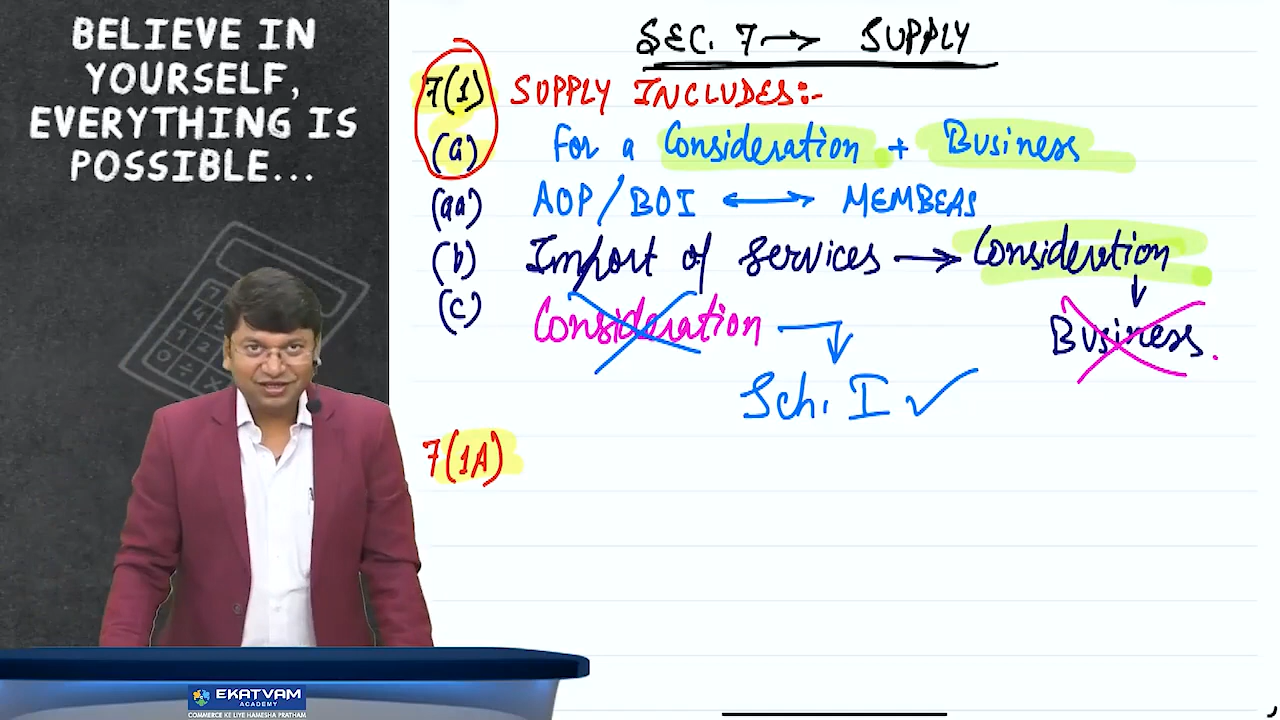 BELIEVE IN
YOURSELF,
EVERYTHING IS
POSSIBLE...
SEC. 7 → SUPPLY
7(1) SUPPLY INCLUDES:-
(a) For a Consideration + Business
(aa) AOP/BOI ↔ MEMBERS
(b) Import of Services → Consideration
↓
Business.
(c) Consideration →
Sch. I ✓
7(1A)
EKATVAM
ACADEMY
COMMERCE KE LIYE HAMESHA PRATHAM